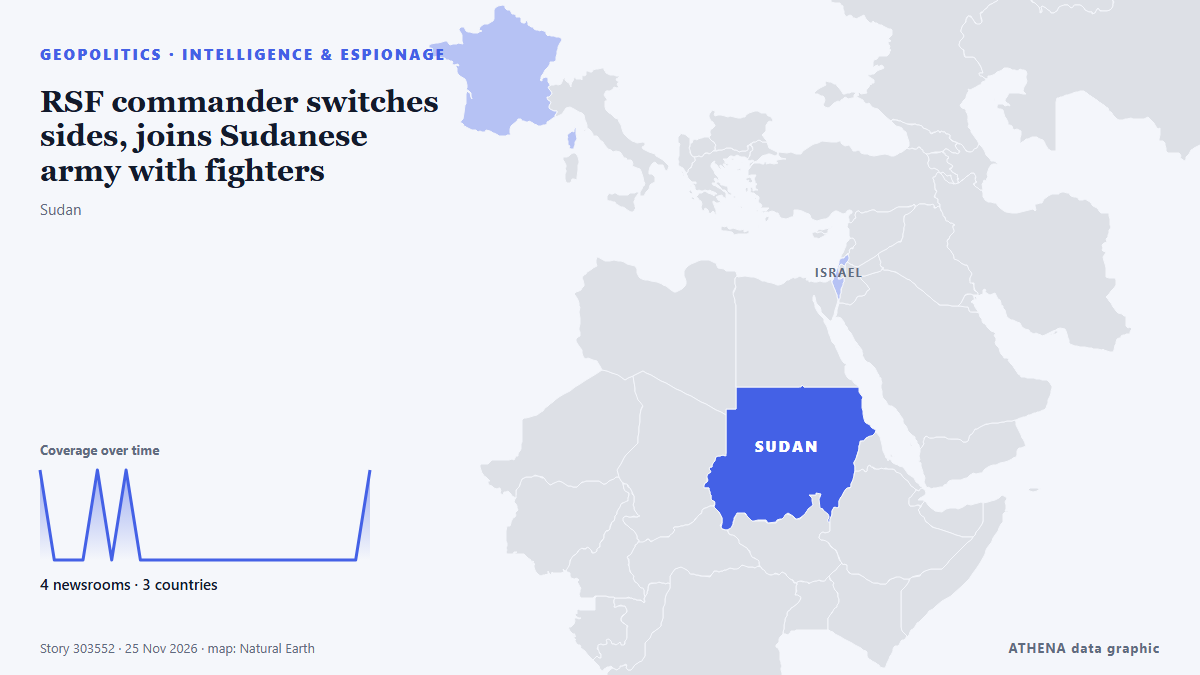 GEOPOLITICS · INTELLIGENCE & ESPIONAGE
RSF commander switches
sides, joins Sudanese
army with fighters
Sudan
ISRAEL
SUDAN
Coverage over time
4 newsrooms · 3 countries
Story 303552 · 25 Nov 2026 · map: Natural Earth
ATHENA data graphic